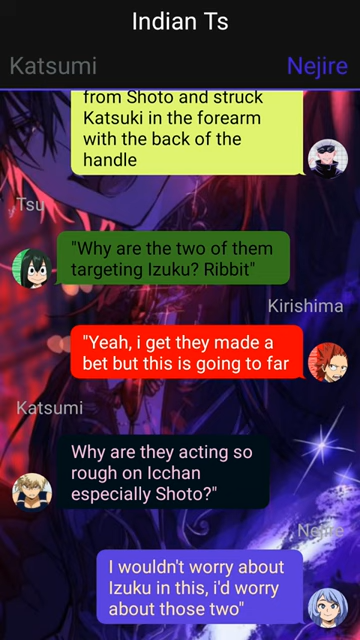 Indian Ts
Katsumi
Nejire
from Shoto and struck
Katsuki in the forearm
with the back of the
handle
Tsu
"Why are the two of them
targeting Izuku? Ribbit"
Kirishima
"Yeah, i get they made a
bet but this is going to far
Katsumi
Why are they acting so
rough on Icchan
especially Shoto?"
Nejire
I wouldn't worry about
Izuku in this, i'd worry
about those two"